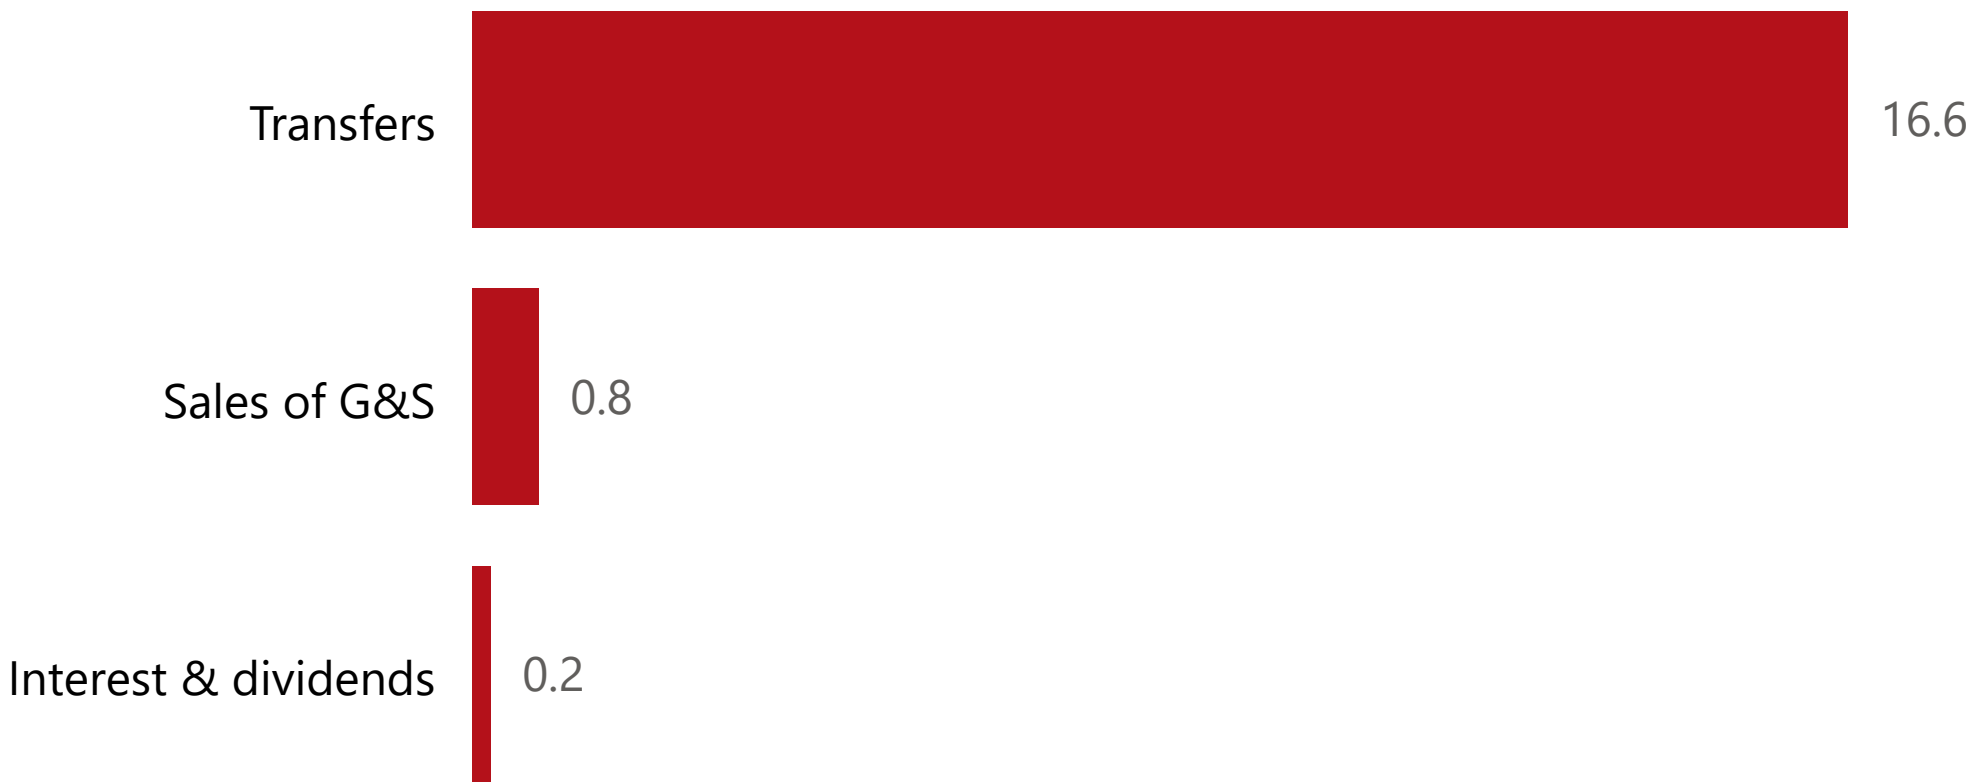 Transfers
16.6
Sales of G&S
0.8
Interest & dividends
0.2